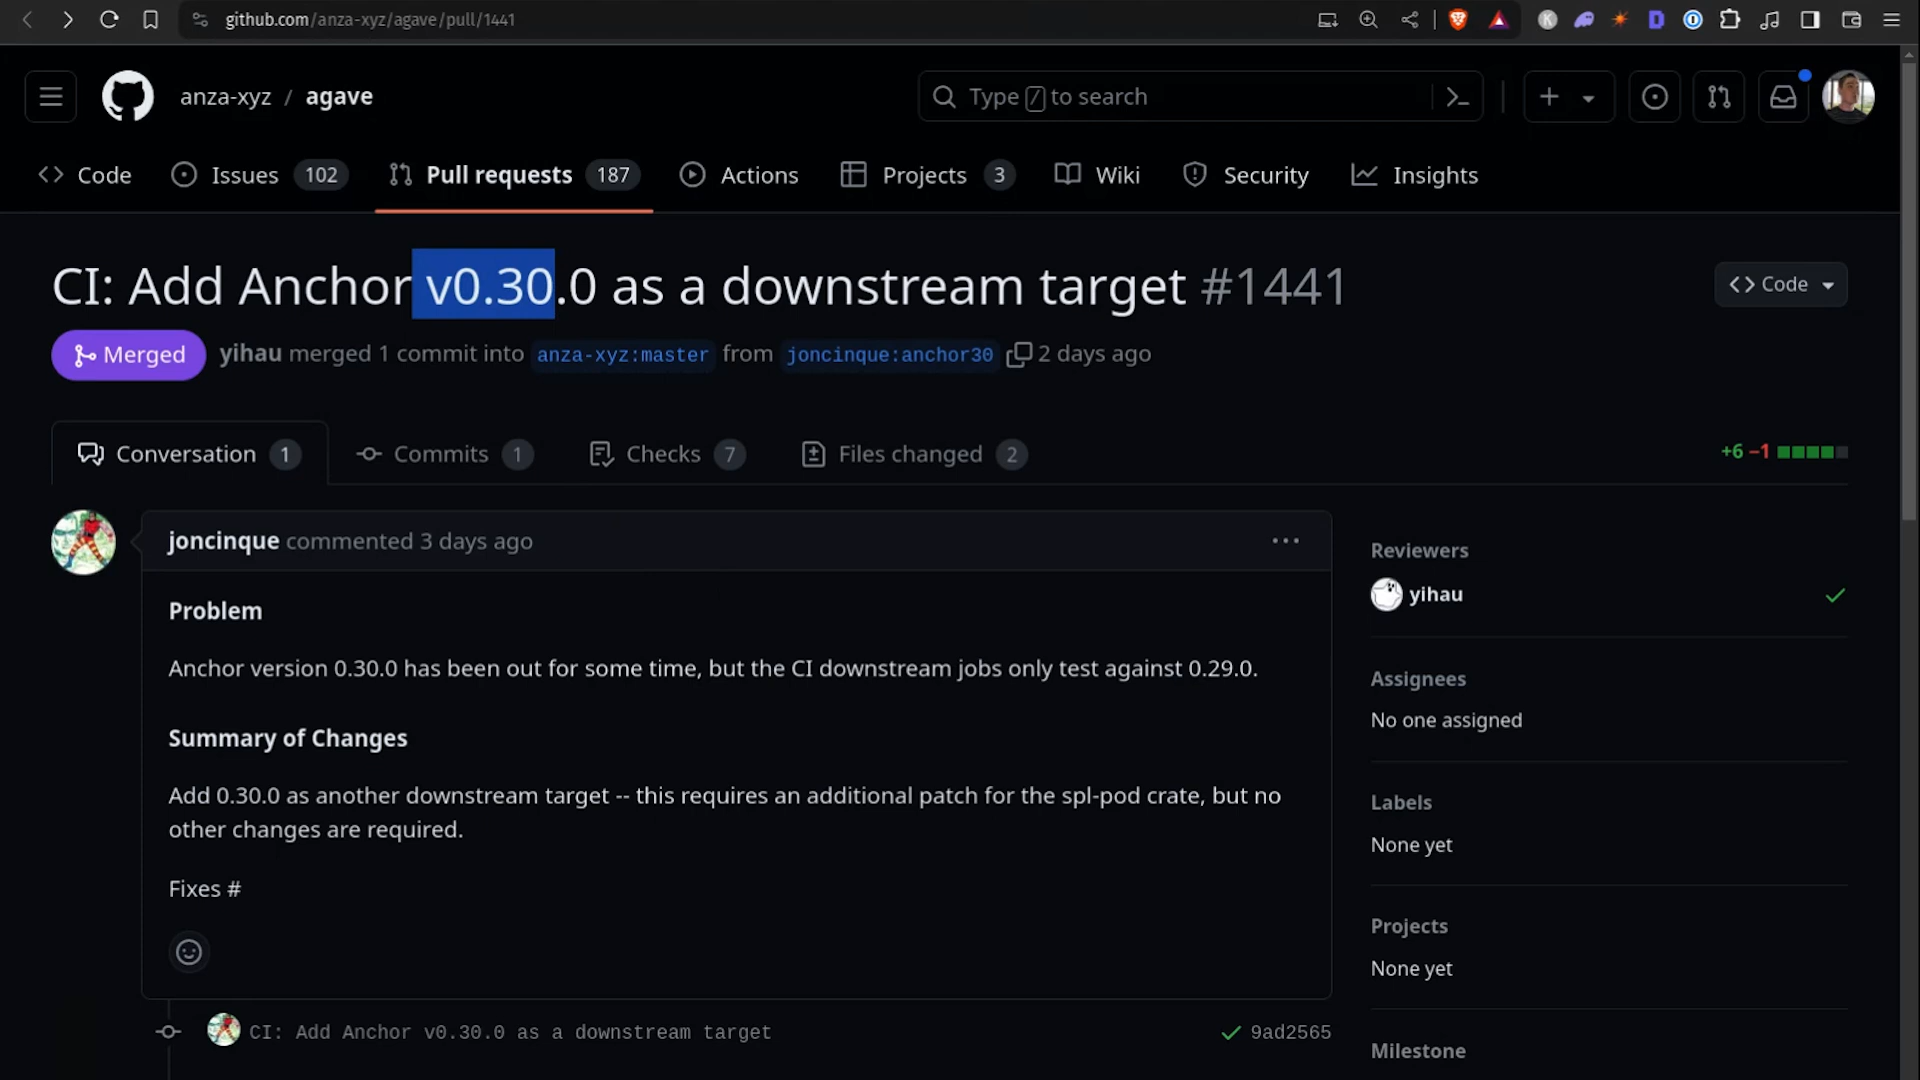 github.com/anza-xyz/agave/pull/1441
anza-xyz / agave
Type / to search
Code
Issues 102
Pull requests 187
Actions
Projects 3
Wiki
Security
Insights
CI: Add Anchor v0.30.0 as a downstream target #1441
Code
Merged
yihau merged 1 commit into anza-xyz:master from joncinque:anchor30 2 days ago
Conversation 1
Commits 1
Checks 7
Files changed 2
+6 −1
joncinque commented 3 days ago
Problem
Anchor version 0.30.0 has been out for some time, but the CI downstream jobs only test against 0.29.0.
Summary of Changes
Add 0.30.0 as another downstream target -- this requires an additional patch for the spl-pod crate, but no
other changes are required.
Fixes #
CI: Add Anchor v0.30.0 as a downstream target
9ad2565
Reviewers
yihau
Assignees
No one assigned
Labels
None yet
Projects
None yet
Milestone